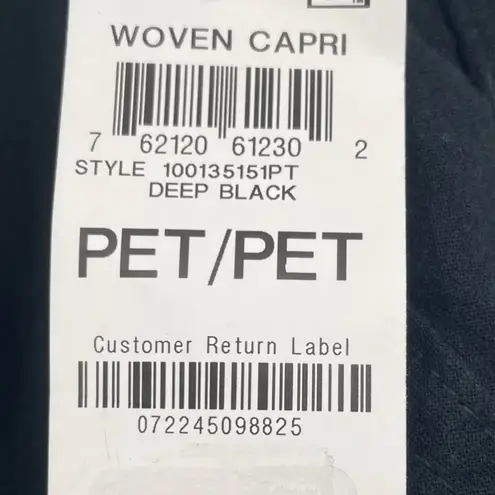 WOVEN CAPRI
7 62120 61230 2
STYLE 100135151PT
DEEP BLACK
PET/PET
Customer Return Label
072245098825